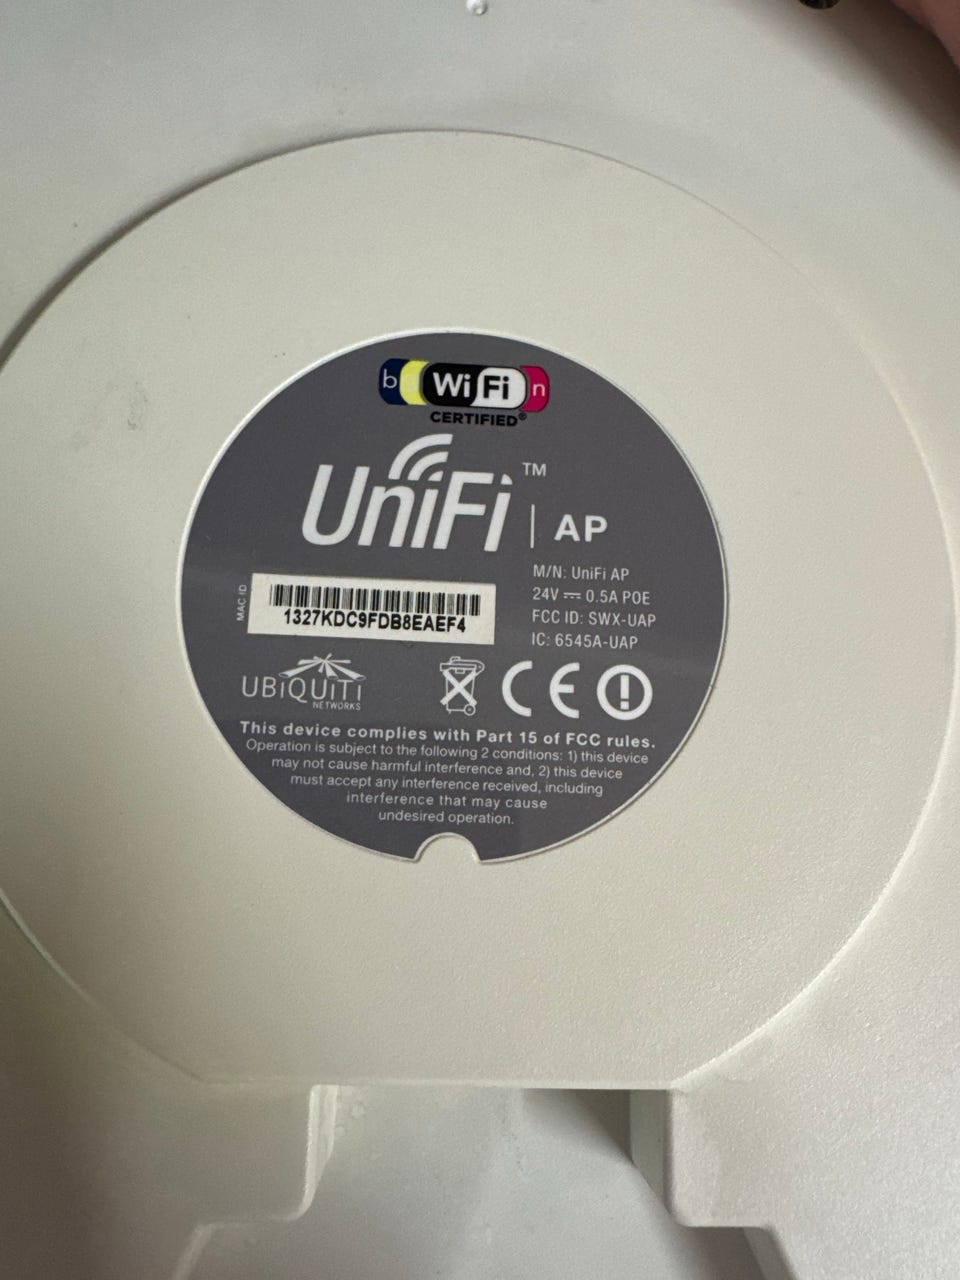 b WiFi n
CERTIFIED®
UniFi™ | AP
M/N: UniFi AP
24V ⎓ 0.5A POE
FCC ID: SWX-UAP
IC: 6545A-UAP
MAC ID
1327KDC9FDB8EAEF4
UBiQUiTi
NETWORKS
CE
This device complies with Part 15 of FCC rules.
Operation is subject to the following 2 conditions: 1) this device
may not cause harmful interference and, 2) this device
must accept any interference received, including
interference that may cause
undesired operation.